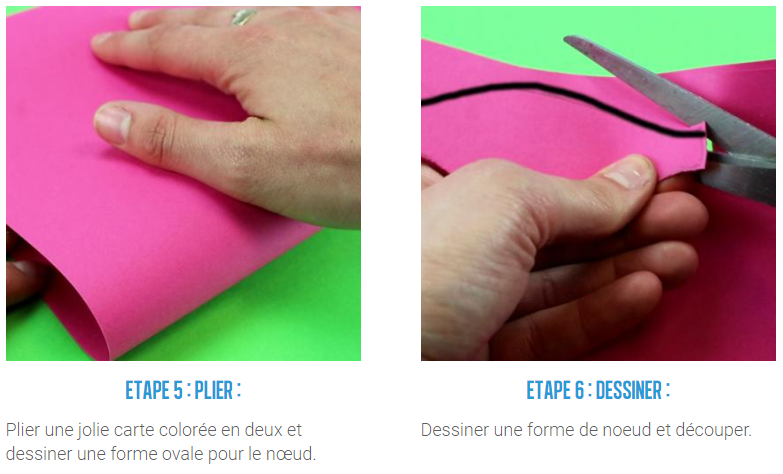 ETAPE 5 : PLIER :
Plier une jolie carte colorée en deux et
dessiner une forme ovale pour le nœud.
ETAPE 6 : DESSINER :
Dessiner une forme de noeud et découper.